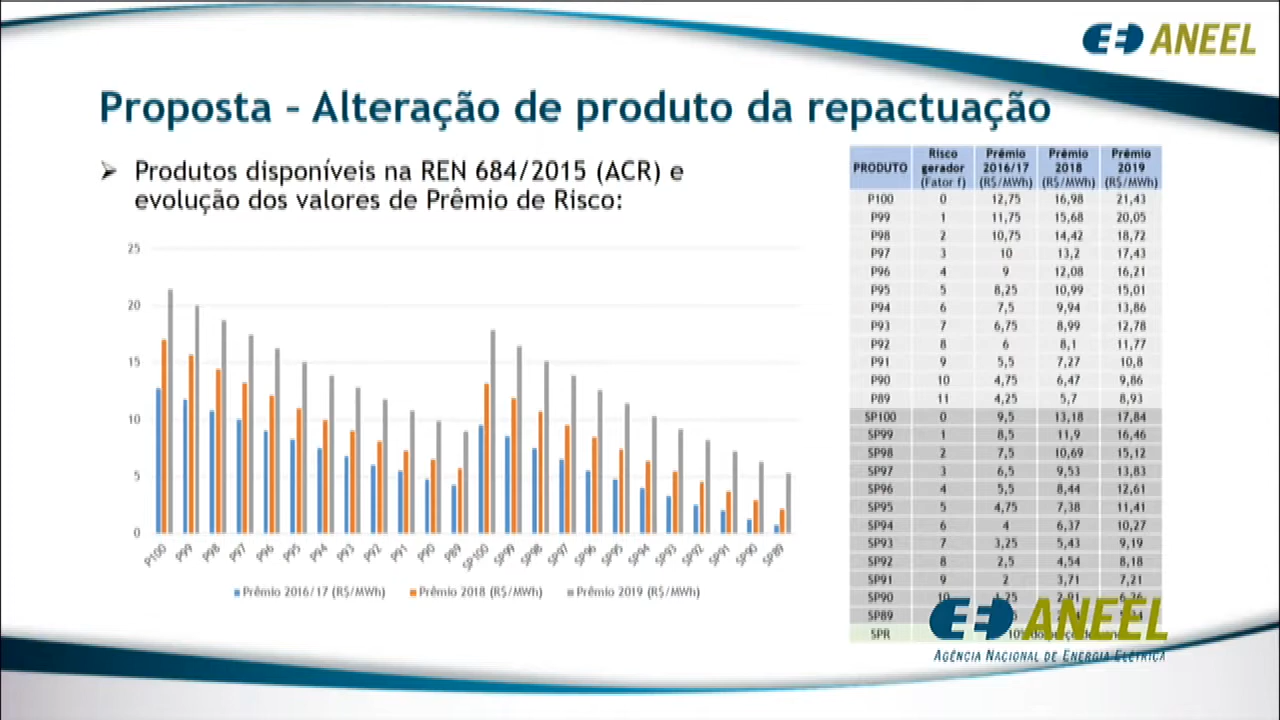 ANEEL
Proposta – Alteração de produto da repactuação
Produtos disponíveis na REN 684/2015 (ACR) e
evolução dos valores de Prêmio de Risco:
25
20
15
10
5
0
P100 P99 P98 P97 P96 P95 P94 P93 P92 P91 P90 P89 SP100 SP99 SP98 SP97 SP96 SP95 SP94 SP93 SP92 SP91 SP90 SP89
Prêmio 2016/17 (R$/MWh) Prêmio 2018 (R$/MWh) Prêmio 2019 (R$/MWh)
PRODUTO Risco gerador (Fator f) Prêmio 2016/17 (R$/MWh) Prêmio 2018 (R$/MWh) Prêmio 2019 (R$/MWh)
P100 0 12,75 16,98 21,43
P99 1 11,75 15,68 20,05
P98 2 10,75 14,42 18,72
P97 3 10 13,2 17,43
P96 4 9 12,08 16,21
P95 5 8,25 10,99 15,01
P94 6 7,5 9,94 13,86
P93 7 6,75 8,99 12,78
P92 8 6 8,1 11,77
P91 9 5,5 7,27 10,8
P90 10 4,75 6,47 9,86
P89 11 4,25 5,7 8,93
SP100 0 9,5 13,18 17,84
SP99 1 8,5 11,9 16,46
SP98 2 7,5 10,69 15,12
SP97 3 6,5 9,53 13,83
SP96 4 5,5 8,44 12,61
SP95 5 4,75 7,38 11,41
SP94 6 4 6,37 10,27
SP93 7 3,25 5,43 9,19
SP92 8 2,5 4,54 8,18
SP91 9 2 3,71 7,21
SP90 10
SP89
SPR 10%
ANEEL
AGÊNCIA NACIONAL DE ENERGIA ELÉTRICA